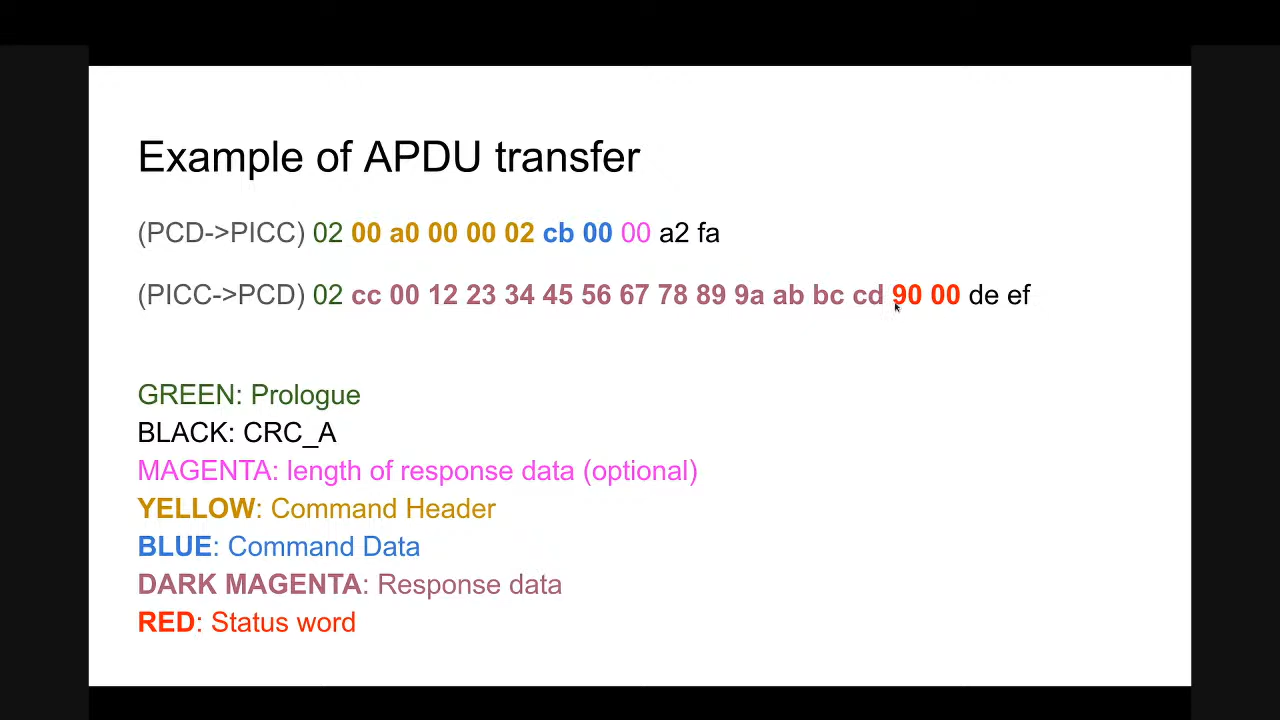 Example of APDU transfer
(PCD->PICC) 02 00 a0 00 00 02 cb 00 00 a2 fa
(PICC->PCD) 02 cc 00 12 23 34 45 56 67 78 89 9a ab bc cd 90 00 de ef
GREEN: Prologue
BLACK: CRC_A
MAGENTA: length of response data (optional)
YELLOW: Command Header
BLUE: Command Data
DARK MAGENTA: Response data
RED: Status word